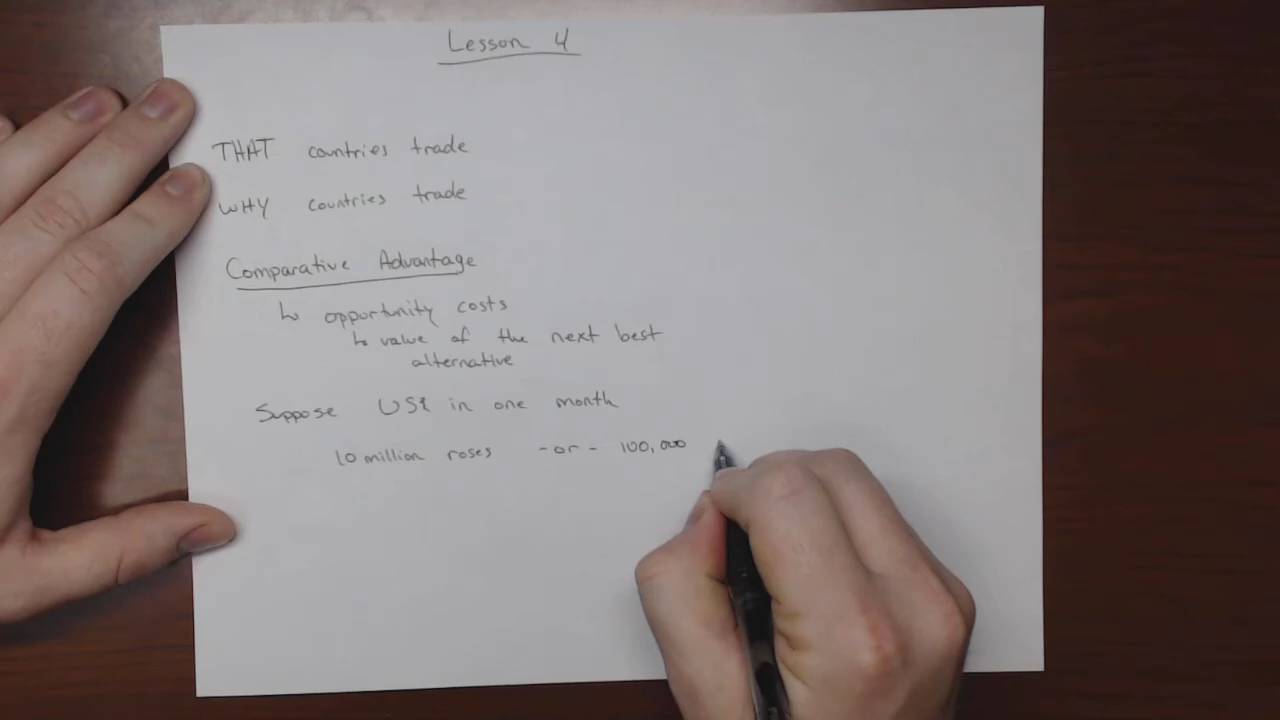 Lesson 4
THAT countries trade
WHY countries trade
Comparative Advantage
↳ opportunity costs
↳ value of the next best
alternative
Suppose US in one month
10 million roses -or- 100,000